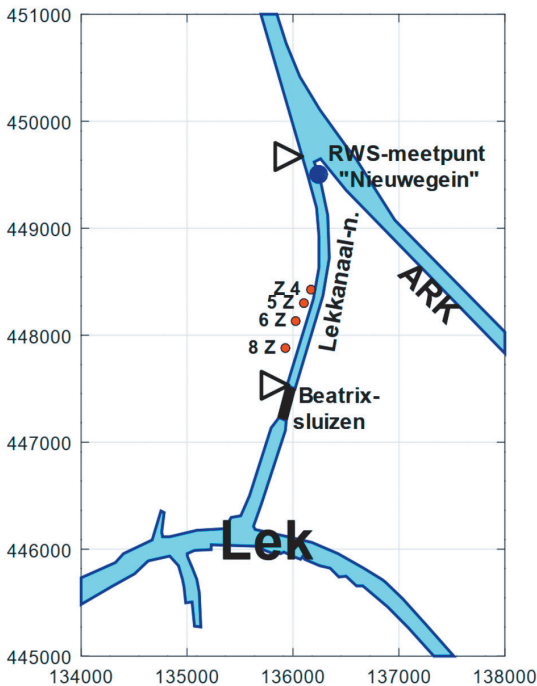 451000
450000
RWS-meetpunt
"Nieuwegein"
449000
Lekkanaal-n.
ARK
Z 4
5 Z
448000
6 Z
8 Z
Beatrix-
sluizen
447000
Lek
446000
445000
134000 135000 136000 137000 138000